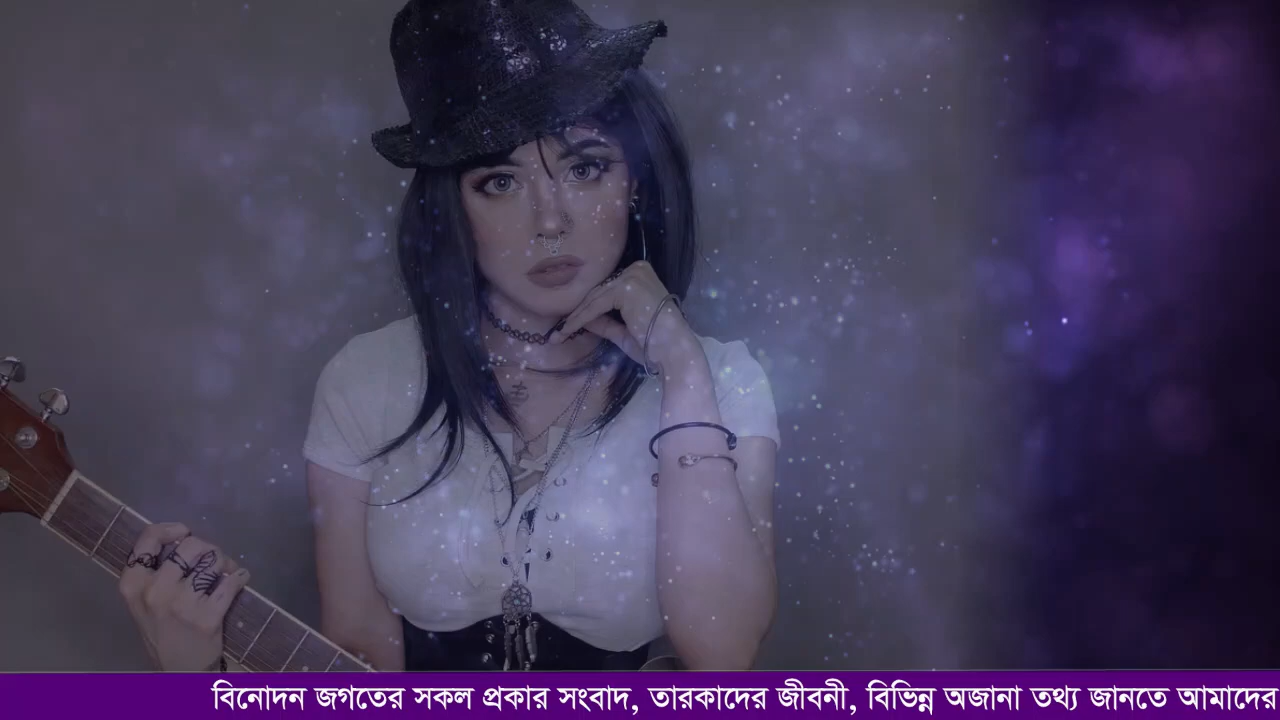 বিনোদন জগতের সকল প্রকার সংবাদ, তারকাদের জীবনী, বিভিন্ন অজানা তথ্য জানতে আমাদের